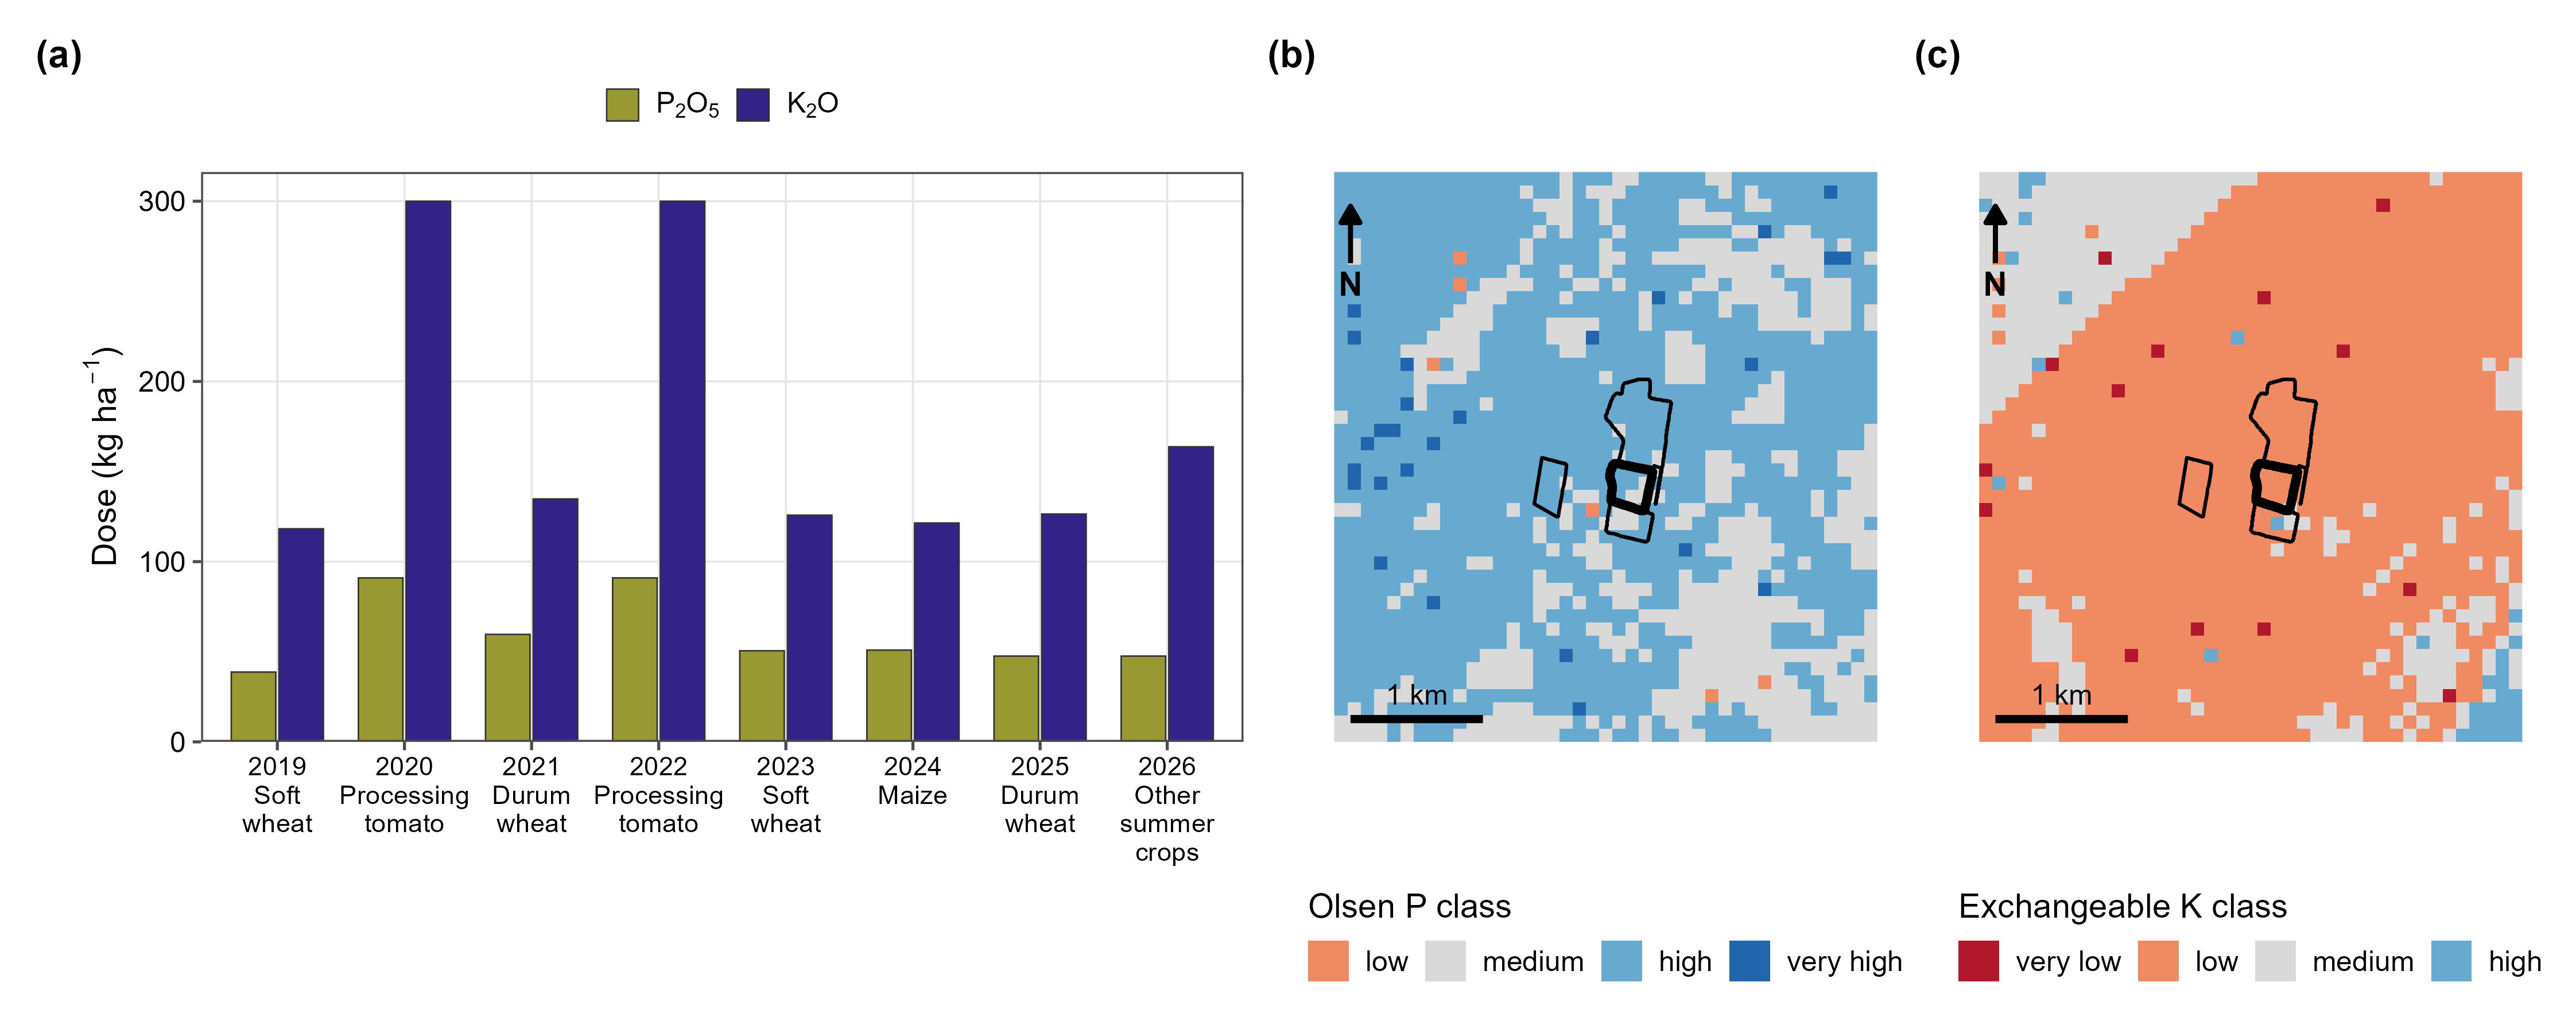 (a)
P₂O₅ K₂O
Dose (kg ha⁻¹)
300
200
100
0
2019 Soft wheat
2020 Processing tomato
2021 Durum wheat
2022 Processing tomato
2023 Soft wheat
2024 Maize
2025 Durum wheat
2026 Other summer crops
(b)
N
1 km
Olsen P class
low medium high very high
(c)
N
1 km
Exchangeable K class
very low low medium high